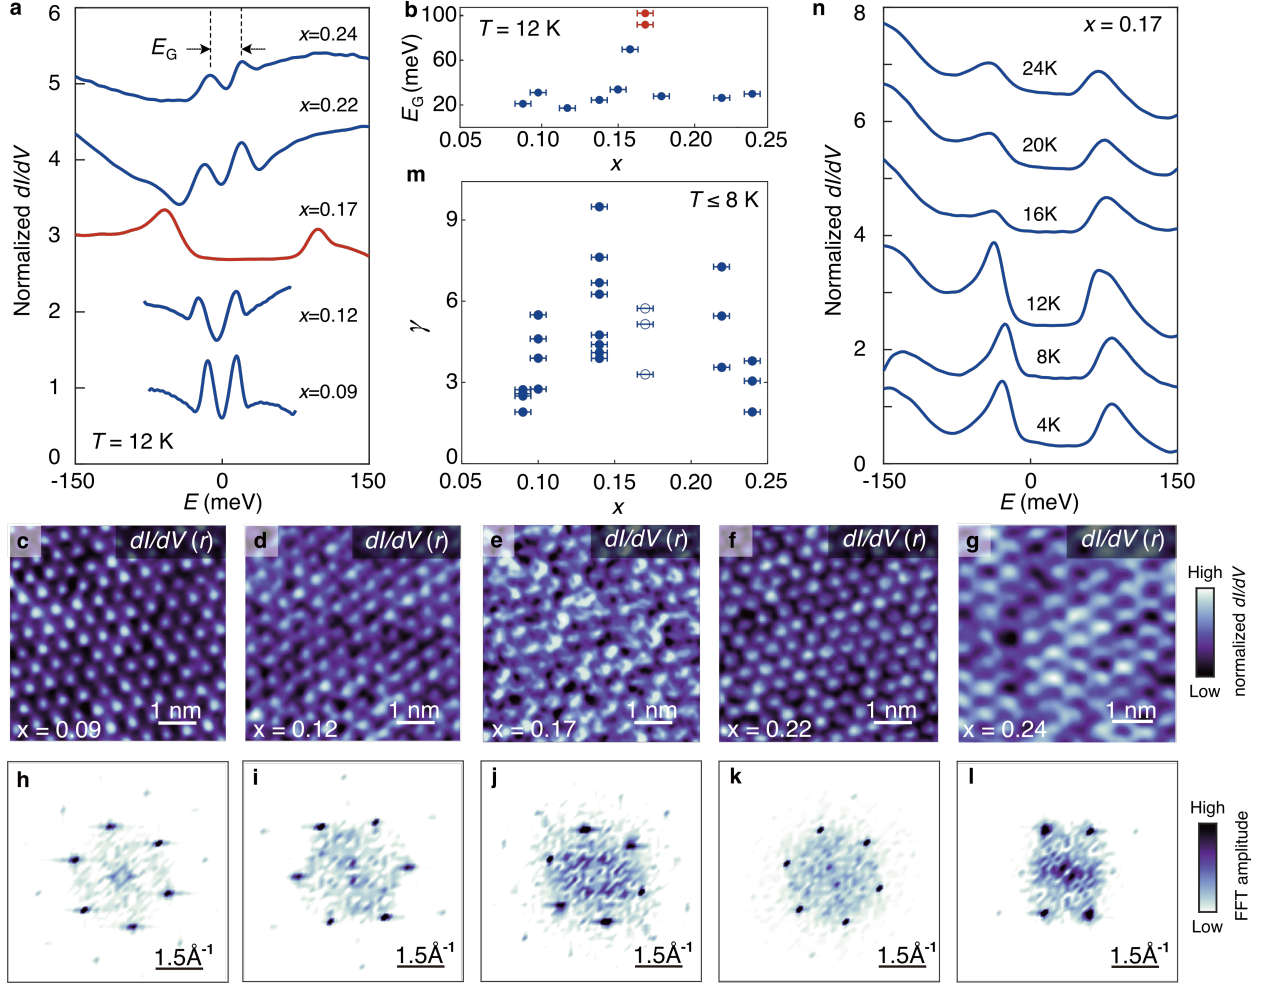 a
6
5
4
3
2
1
0
Normalized dI/dV
E_G
x=0.24
x=0.22
x=0.17
x=0.12
x=0.09
T = 12 K
-150
0
150
E (meV)
b
100
60
20
E_G (meV)
T = 12 K
0.05
0.10
0.15
0.20
0.25
x
m
T ≤ 8 K
9
6
3
0
γ
0.05
0.10
0.15
0.20
0.25
x
n
8
6
4
2
0
Normalized dI/dV
x = 0.17
24K
20K
16K
12K
8K
4K
-150
0
150
E (meV)
c
dI/dV (r)
1 nm
x = 0.09
d
dI/dV (r)
1 nm
x = 0.12
e
dI/dV (r)
1 nm
x = 0.17
f
dI/dV (r)
1 nm
x = 0.22
g
dI/dV (r)
1 nm
x = 0.24
High
Low
normalized dI/dV
h
1.5Å⁻¹
i
1.5Å⁻¹
j
1.5Å⁻¹
k
1.5Å⁻¹
l
1.5Å⁻¹
High
Low
FFT amplitude